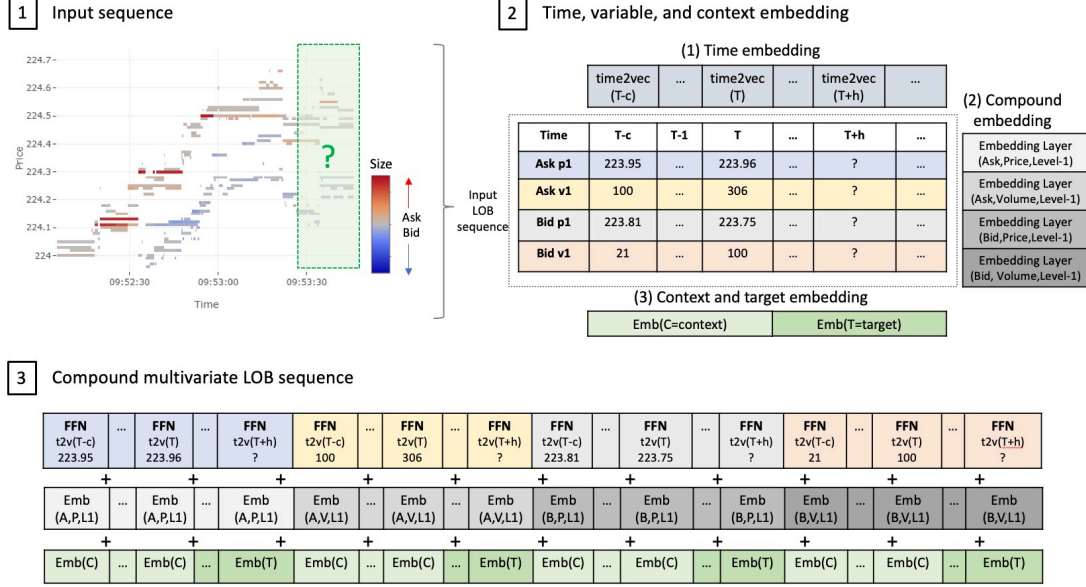 1 Input sequence
224.7
224.6
224.5
224.4
224.3
224.2
224.1
224
Price
09:52:30 09:53:00 09:53:30
Time
?
Size
Ask
Bid
Input
LOB
sequence
2 Time, variable, and context embedding
(1) Time embedding
time2vec (T-c) ... time2vec (T) ... time2vec (T+h) ...
Time T-c T-1 T ... T+h ...
Ask p1 223.95 ... 223.96 ... ? ...
Ask v1 100 ... 306 ... ? ...
Bid p1 223.81 ... 223.75 ... ? ...
Bid v1 21 ... 100 ... ? ...
(2) Compound
embedding
Embedding Layer
(Ask,Price,Level-1)
Embedding Layer
(Ask,Volume,Level-1)
Embedding Layer
(Bid,Price,Level-1)
Embedding Layer
(Bid, Volume,Level-1)
(3) Context and target embedding
Emb(C=context) Emb(T=target)
3 Compound multivariate LOB sequence
FFN ... FFN ... FFN FFN ... FFN ... FFN FFN ... FFN ... FFN FFN ... FFN ... FFN
t2v(T-c) t2v(T) t2v(T+h) t2v(T-c) t2v(T) t2v(T+h) t2v(T-c) t2v(T) t2v(T+h) t2v(T-c) t2v(T) t2v(T+h)
223.95 223.96 ? 100 306 ? 223.81 223.75 ? 21 100 ?
+ + + + + + + + + + + +
Emb ... Emb ... Emb Emb ... Emb ... Emb Emb ... Emb ... Emb Emb ... Emb ... Emb
(A,P,L1) (A,P,L1) (A,P,L1) (A,V,L1) (A,V,L1) (A,V,L1) (B,P,L1) (B,P,L1) (B,P,L1) (B,V,L1) (B,V,L1) (B,V,L1)
+ + + + + + + + + + + +
Emb(C) ... Emb(C) ... Emb(T) Emb(C) ... Emb(C) ... Emb(T) Emb(C) ... Emb(C) ... Emb(T) Emb(C) ... Emb(C) ... Emb(T)